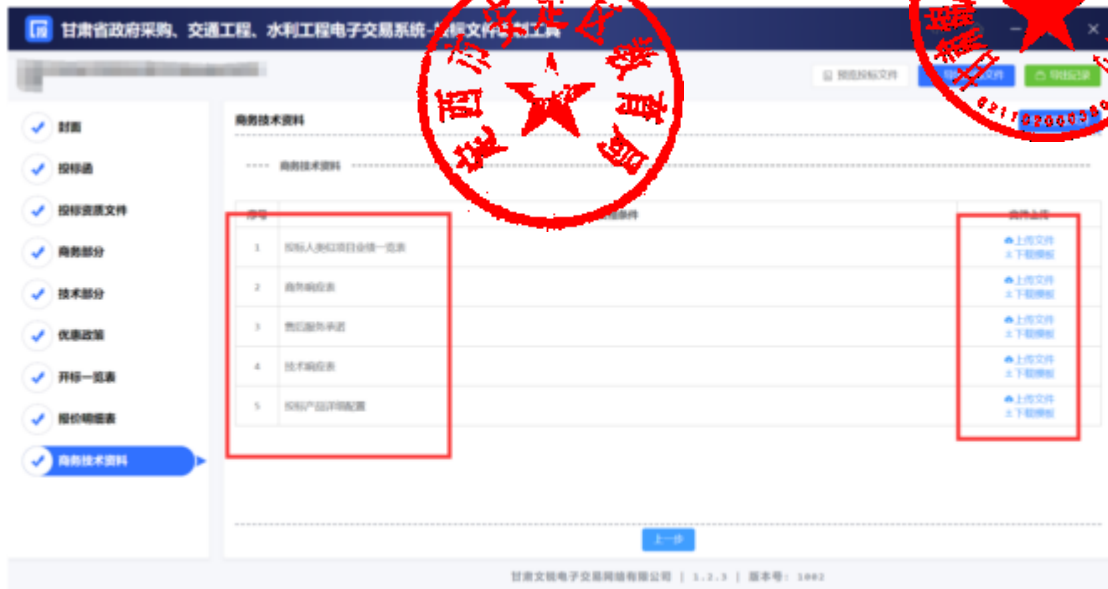 甘肃省政府采购、交通工程、水利工程电子交易系统-投标文件制作工具
预览投标文件
导出记录
封面
投标函
投标资质文件
商务部分
技术部分
优惠政策
开标一览表
报价明细表
商务技术资料
商务技术资料
商务技术资料
序号
文件上传
1 投标人类似项目业绩一览表 上传文件 下载模板
2 商务响应表 上传文件 下载模板
3 售后服务承诺 上传文件 下载模板
4 技术响应表 上传文件 下载模板
5 投标产品详细配置 上传文件 下载模板
上一步
甘肃文锐电子交易网络有限公司 | 1.2.3 | 版本号: 1002